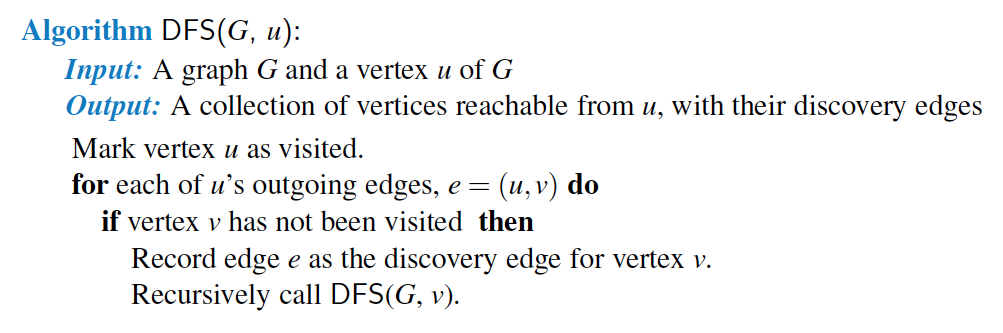 Algorithm DFS(G, u):
Input: A graph G and a vertex u of G
Output: A collection of vertices reachable from u, with their discovery edges
Mark vertex u as visited.
for each of u’s outgoing edges, e = (u,v) do
if vertex v has not been visited then
Record edge e as the discovery edge for vertex v.
Recursively call DFS(G, v).